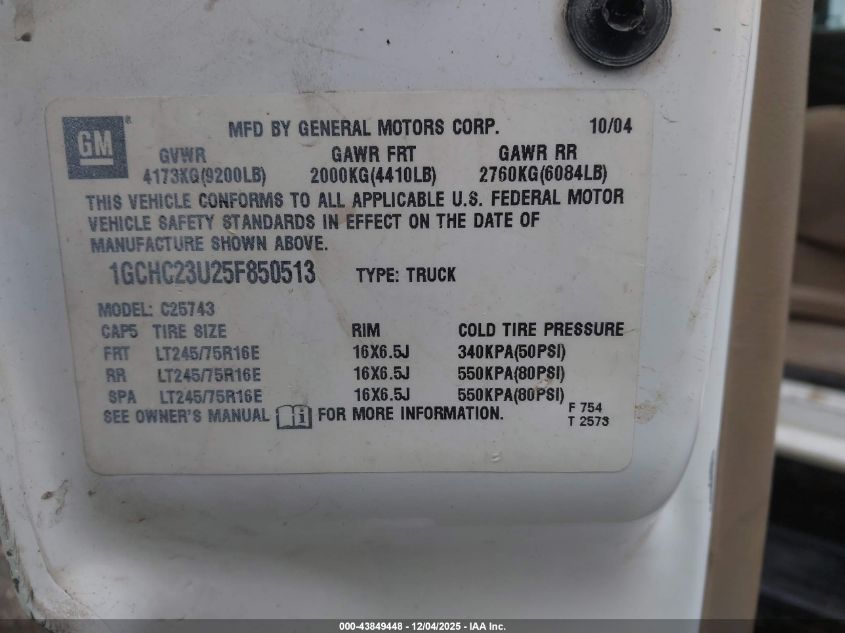 GM ® MFD BY GENERAL MOTORS CORP. 10/04
GVWR GAWR FRT GAWR RR
4173KG(9200LB) 2000KG(4410LB) 2760KG(6084LB)
THIS VEHICLE CONFORMS TO ALL APPLICABLE U.S. FEDERAL MOTOR
VEHICLE SAFETY STANDARDS IN EFFECT ON THE DATE OF
MANUFACTURE SHOWN ABOVE.
1GCHC23U25F850513 TYPE: TRUCK
MODEL: C25743
CAP5 TIRE SIZE RIM COLD TIRE PRESSURE
FRT LT245/75R16E 16X6.5J 340KPA(50PSI)
RR LT245/75R16E 16X6.5J 550KPA(80PSI)
SPA LT245/75R16E 16X6.5J 550KPA(80PSI)
SEE OWNER'S MANUAL i FOR MORE INFORMATION.
F 754
T 2573
000-43849448 - 12/04/2025 - IAA Inc.